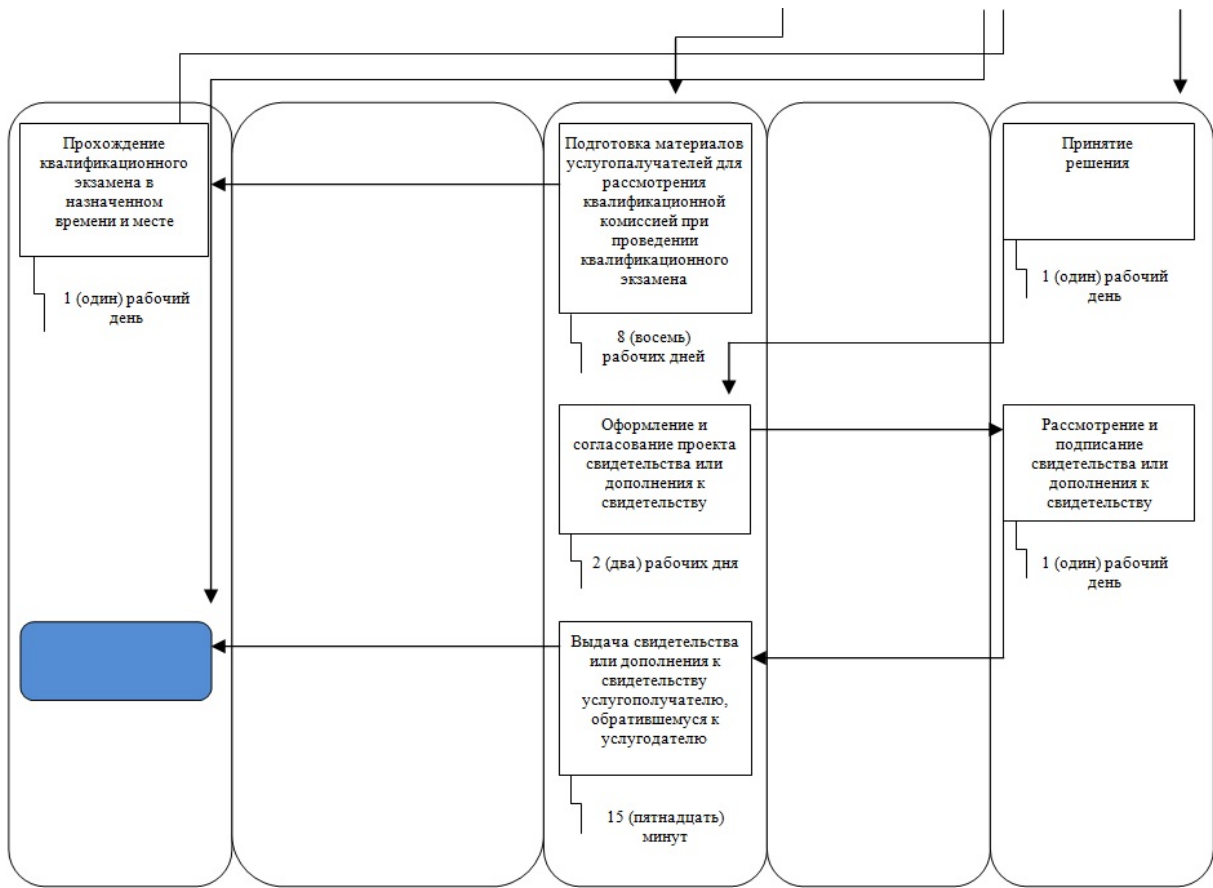 Прохождение
квалификационного
экзамена в
назначенном
времени и месте
1 (один) рабочий
день
Подготовка материалов
услугопалучателей для
рассмотрения
квалификационной
комиссией при
проведении
квалификационного
экзамена
8 (восемь)
рабочих дней
Принятие
решения
1 (один) рабочий
день
Оформление и
согласование проекта
свидетельства или
дополнения к
свидетельству
2 (два) рабочих дня
Рассмотрение и
подписание
свидетельства или
дополнения к
свидетельству
1 (один) рабочий
день
Выдача свидетельства
или дополнения к
свидетельству
услугополучателю,
обратившемуся к
услугодателю
15 (пятнадцать)
минут